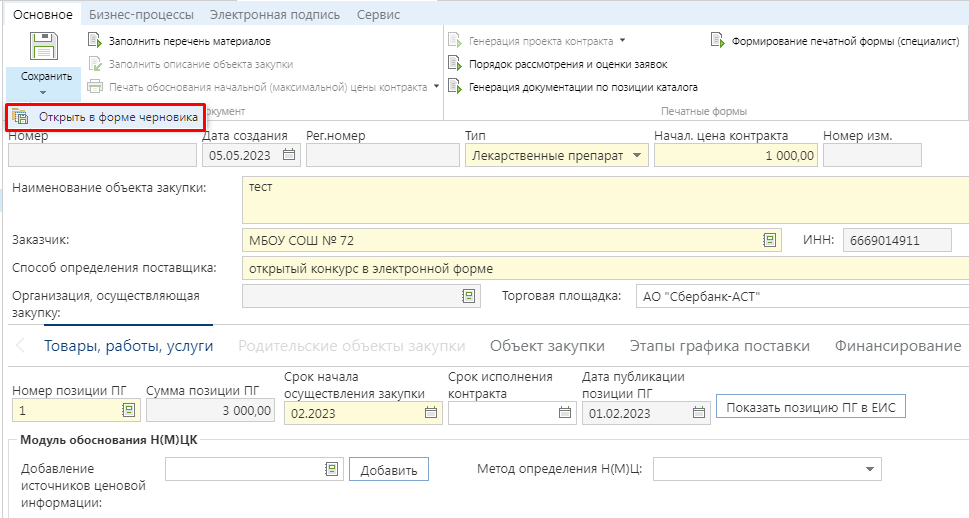 Основное Бизнес-процессы Электронная подпись Сервис
Сохранить
Заполнить перечень материалов
Заполнить описание объекта закупки
Печать обоснования начальной (максимальной) цены контракта
Генерация проекта контракта
Порядок рассмотрения и оценки заявок
Генерация документации по позиции каталога
Формирование печатной формы (специалист)
Открыть в форме черновика
Печатные формы
Номер Дата создания Рег.номер Тип Начал. цена контракта Номер изм.
05.05.2023 Лекарственные препарат 1 000,00
Наименование объекта закупки: тест
Заказчик: МБОУ СОШ № 72 ИНН: 6669014911
Способ определения поставщика: открытый конкурс в электронной форме
Организация, осуществляющая
закупку:
Торговая площадка: АО "Сбербанк-АСТ"
Товары, работы, услуги Родительские объекты закупки Объект закупки Этапы графика поставки Финансирование
Номер позиции ПГ Сумма позиции ПГ
Срок начала
осуществления закупки
Срок исполнения
контракта
Дата публикации
позиции ПГ
1 3 000,00 02.2023 01.02.2023 Показать позицию ПГ в ЕИС
Модуль обоснования Н(М)ЦК
Добавление
источников ценовой
информации:
Добавить
Метод определения Н(М)Ц: